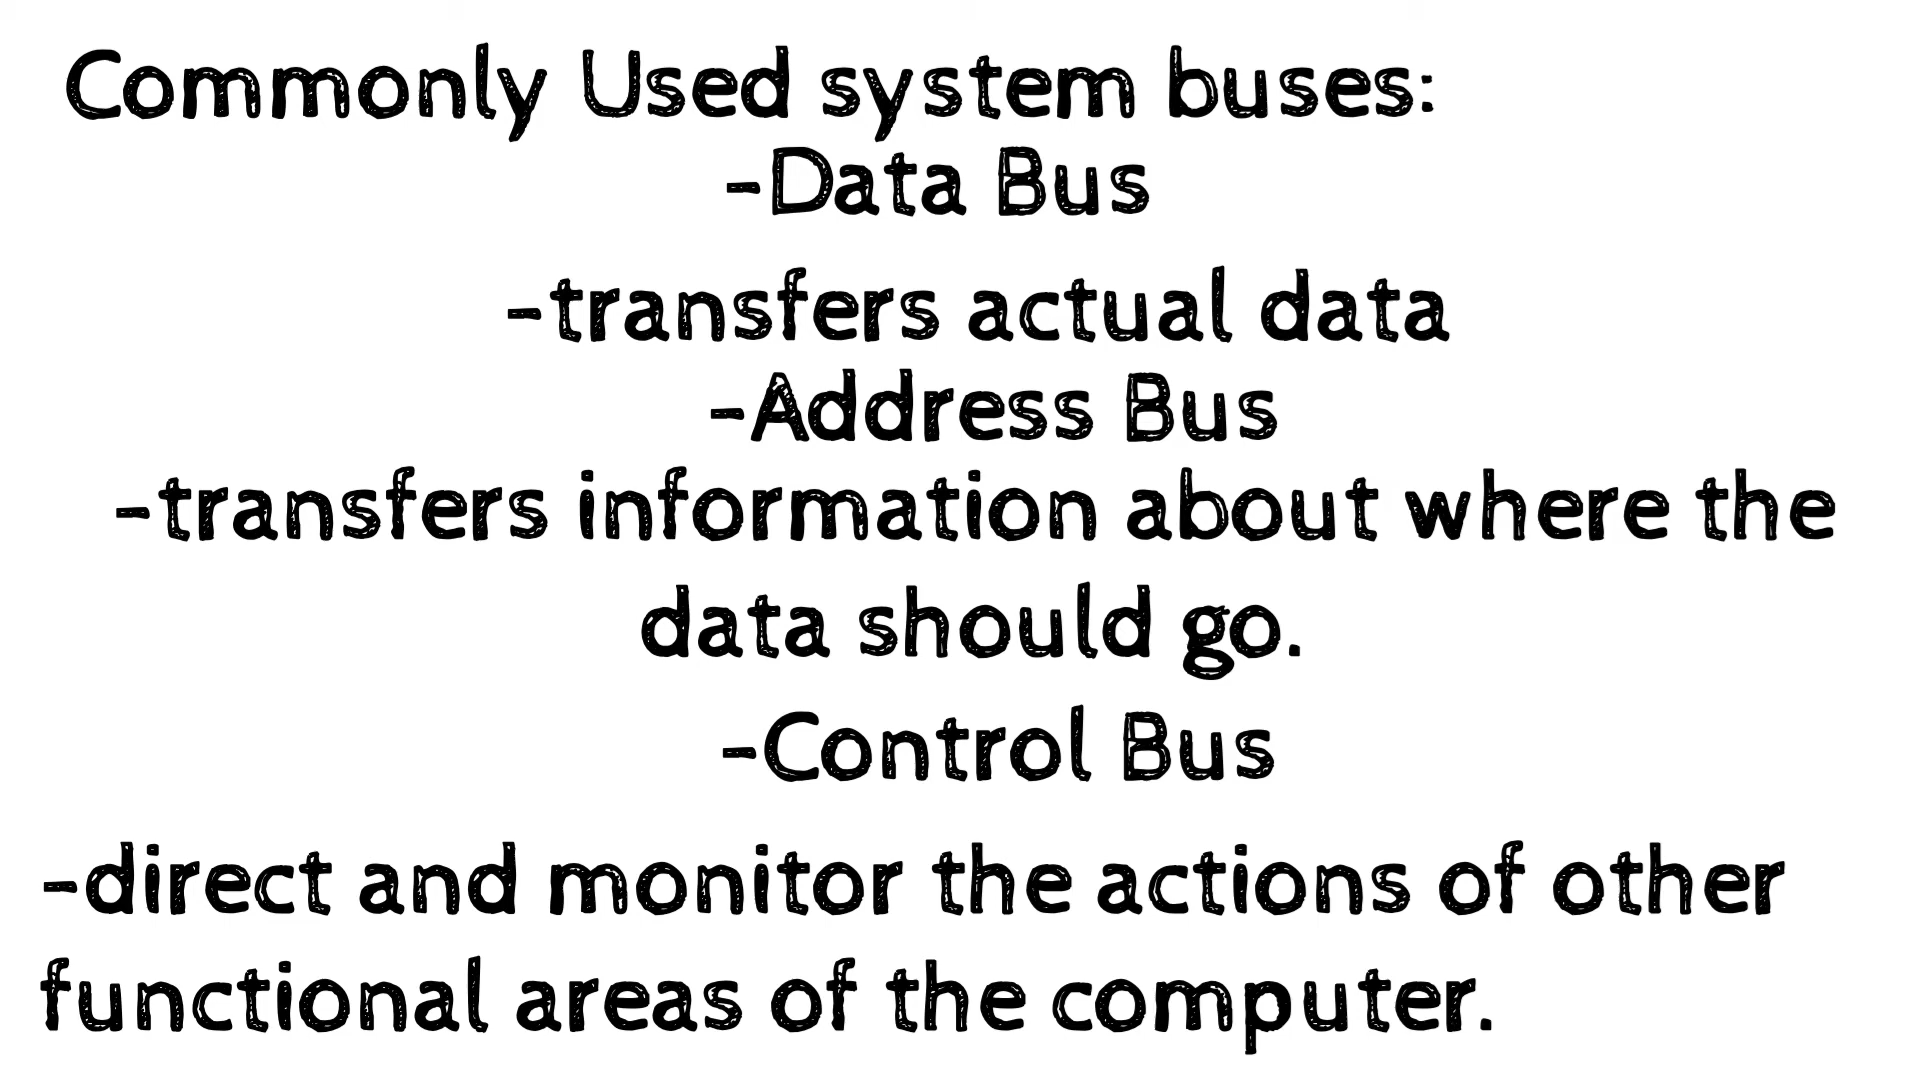 Commonly Used system buses:
-Data Bus
-transfers actual data
-Address Bus
-transfers information about where the
data should go.
-Control Bus
-direct and monitor the actions of other
functional areas of the computer.